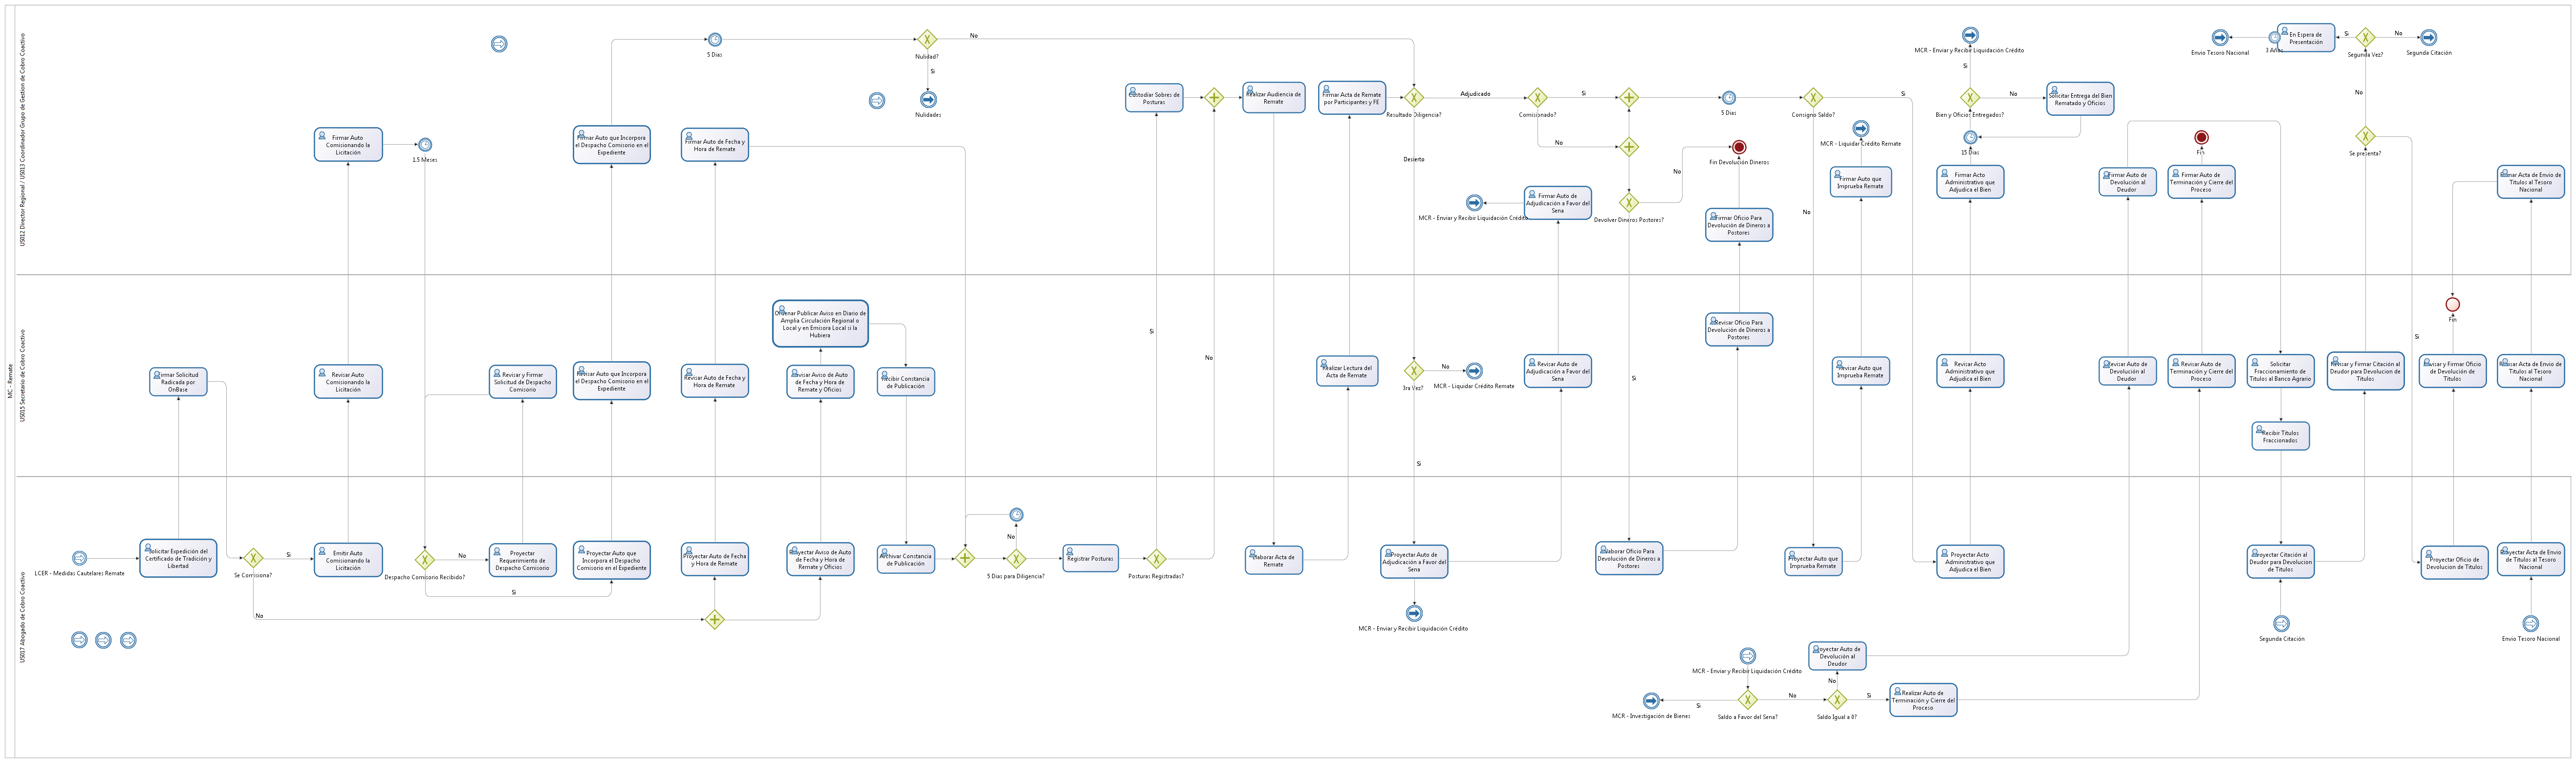 MC - Remate
US012 Director Regional / US013 Coordinador Grupo de Gestion de Cobro Coactivo
5 Dias
Nulidad?
No
Si
Nulidades
Firmar Auto
Comisionando la
Licitación
1.5 Meses
Firmar Auto que Incorpora
el Despacho Comisorio en el
Expediente
Firmar Auto de Fecha y
Hora de Remate
Custodiar Sobres de
Posturas
Realizar Audiencia de
Remate
Firmar Acta de Remate
por Participantes y FE
Resultado Diligencia?
Adjudicado
Desierto
Comisionado?
Si
No
5 Dias
Fin Devolución Dineros
No
Devolver Dineros Postores?
MCR - Enviar y Recibir Liquidación Crédito
Firmar Auto de
Adjudicación a Favor del
Sena
Firmar Oficio Para
Devolución de Dineros a
Postores
Consigno Saldo?
Si
No
MCR - Liquidar Crédito Remate
Firmar Auto que
Imprueba Remate
MCR - Enviar y Recibir Liquidación Crédito
Si
Bien y Oficio Entregados?
No
Solicitar Entrega del Bien
Rematado y Oficios
15 Dias
Firmar Acto
Administrativo que
Adjudica el Bien
Firmar Auto de
Devolución al
Deudor
Fin
Firmar Auto de
Terminación y Cierre del
Proceso
Envio Tesoro Nacional
3 Años
En Espera de
Presentación
Si
Segunda Vez?
No
Segunda Citación
No
Se presenta?
Firmar Acta de Envio de
Titulos al Tesoro
Nacional
US015 Secretario de Cobro Coactivo
Firmar Solicitud
Radicada por
OnBase
Revisar Auto
Comisionando la
Licitación
Revisar y Firmar
Solicitud de Despacho
Comisorio
Revisar Auto que Incorpora
el Despacho Comisorio en el
Expediente
Revisar Auto de Fecha y
Hora de Remate
Ordenar Publicar Aviso en Diario de
Amplia Circulación Regional o
Local y en Emisora Local si la
Hubiera
Revisar Aviso de Auto
de Fecha y Hora de
Remate y Oficios
Recibir Constancia
de Publicación
Si
No
Realizar Lectura del
Acta de Remate
3ra Vez?
No
MCR - Liquidar Crédito Remate
Si
Revisar Auto de
Adjudicación a Favor del
Sena
Si
Revisar Oficio Para
Devolución de Dineros a
Postores
Revisar Auto que
Imprueba Remate
Revisar Acto
Administrativo que
Adjudica el Bien
Revisar Auto de
Devolución al
Deudor
Revisar Auto de
Terminación y Cierre del
Proceso
Solicitar
Fraccionamiento de
Titulos al Banco Agrario
Recibir Titulos
Fraccionados
Revisar y Firmar Citación al
Deudor para Devolucion de
Titulos
Si
Fin
Revisar y Firmar Oficio
de Devolución de
Titulos
Revisar Acta de Envio de
Titulos al Tesoro
Nacional
US017 Abogado de Cobro Coactivo
LCER - Medidas Cautelares Remate
Solicitar Expedición del
Certificado de Tradición y
Libertad
Se Comisiona?
Si
No
Emitir Auto
Comisionando la
Licitación
Despacho Comisorio Recibido?
No
Si
Proyectar
Requerimiento de
Despacho Comisorio
Proyectar Auto que
Incorpora el Despacho
Comisorio en el Expediente
Proyectar Auto de Fecha
y Hora de Remate
Proyectar Aviso de Auto
de Fecha y Hora de
Remate y Oficios
Archivar Constancia
de Publicación
No
5 Dias para Diligencia?
Registrar Posturas
Posturas Registradas?
Elaborar Acta de
Remate
Proyectar Auto de
Adjudicación a Favor del
Sena
MCR - Enviar y Recibir Liquidación Crédito
Elaborar Oficio Para
Devolución de Dineros a
Postores
Proyectar Auto que
Imprueba Remate
Proyectar Acto
Administrativo que
Adjudica el Bien
Proyectar Citación al
Deudor para Devolucion
de Titulos
Segunda Citación
Proyectar Oficio de
Devolucion de Titulos
Proyectar Acta de Envio
de Titulos al Tesoro
Nacional
Envio Tesoro Nacional
MCR - Enviar y Recibir Liquidación Crédito
Proyectar Auto de
Devolución al
Deudor
MCR - Investigación de Bienes
Si
Saldo a Favor del Sena?
No
No
Saldo Igual a 0?
Si
Realizar Auto de
Terminación y Cierre del
Proceso